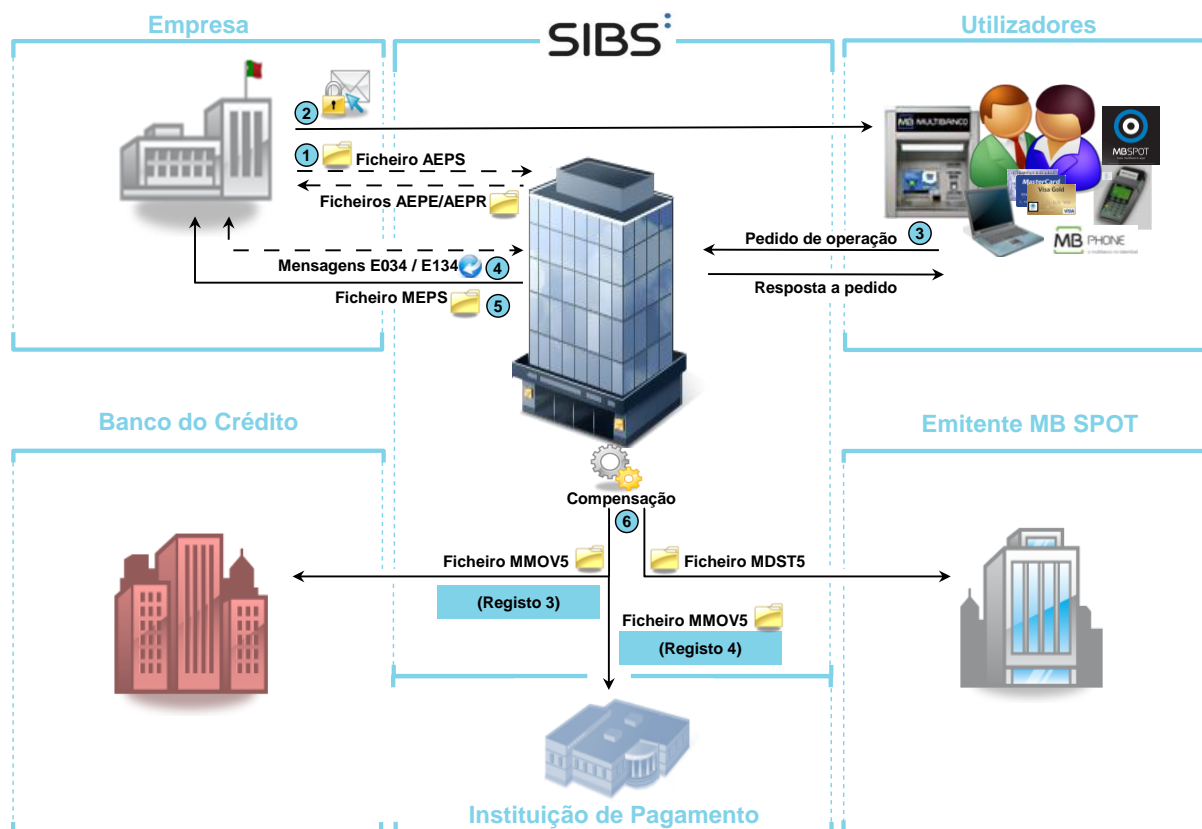 Empresa
SIBS
Utilizadores
2
MB MULTIBANCO
MBSPOT
1
Ficheiro AEPS
MasterCard
Visa Gold
VISA
Ficheiros AEPE/AEPR
Pedido de operação
3
MB PHONE
Mensagens E034 / E134
4
Resposta a pedido
Ficheiro MEPS
5
Banco do Crédito
Emitente MB SPOT
Compensação
6
Ficheiro MMOV5
Ficheiro MDST5
(Registo 3)
Ficheiro MMOV5
(Registo 4)
Instituição de Pagamento